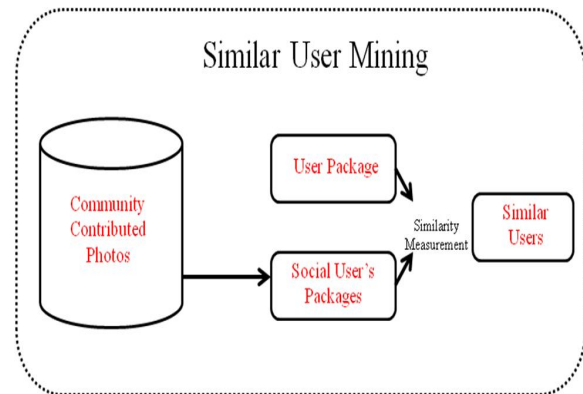 Similar User Mining
Community
Contributed
Photos
User Package
Social User's
Packages
Similarity
Measurement
Similar
Users